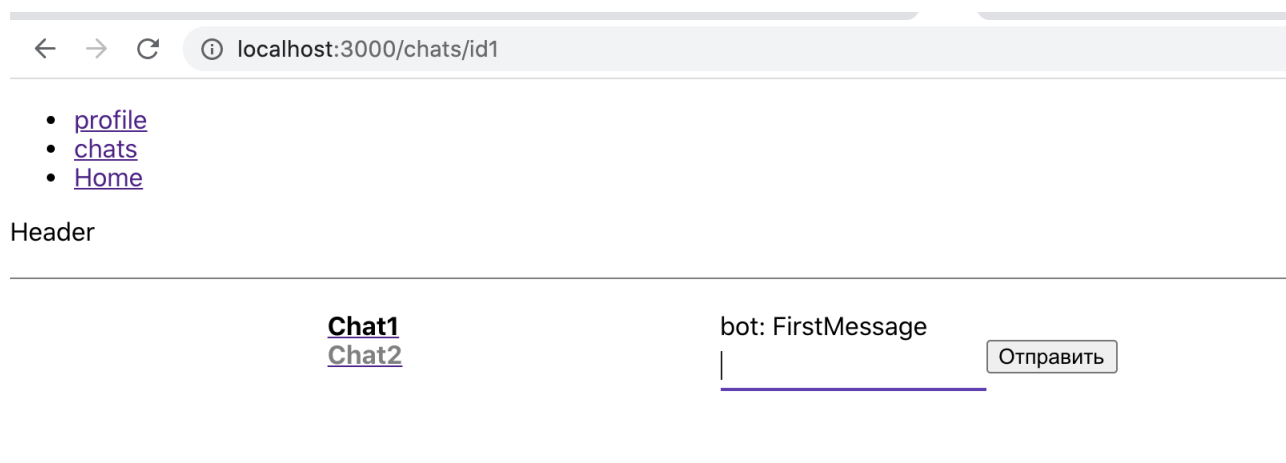 localhost:3000/chats/id1
profile
chats
Home
Header
Chat1
Chat2
bot: FirstMessage
Отправить